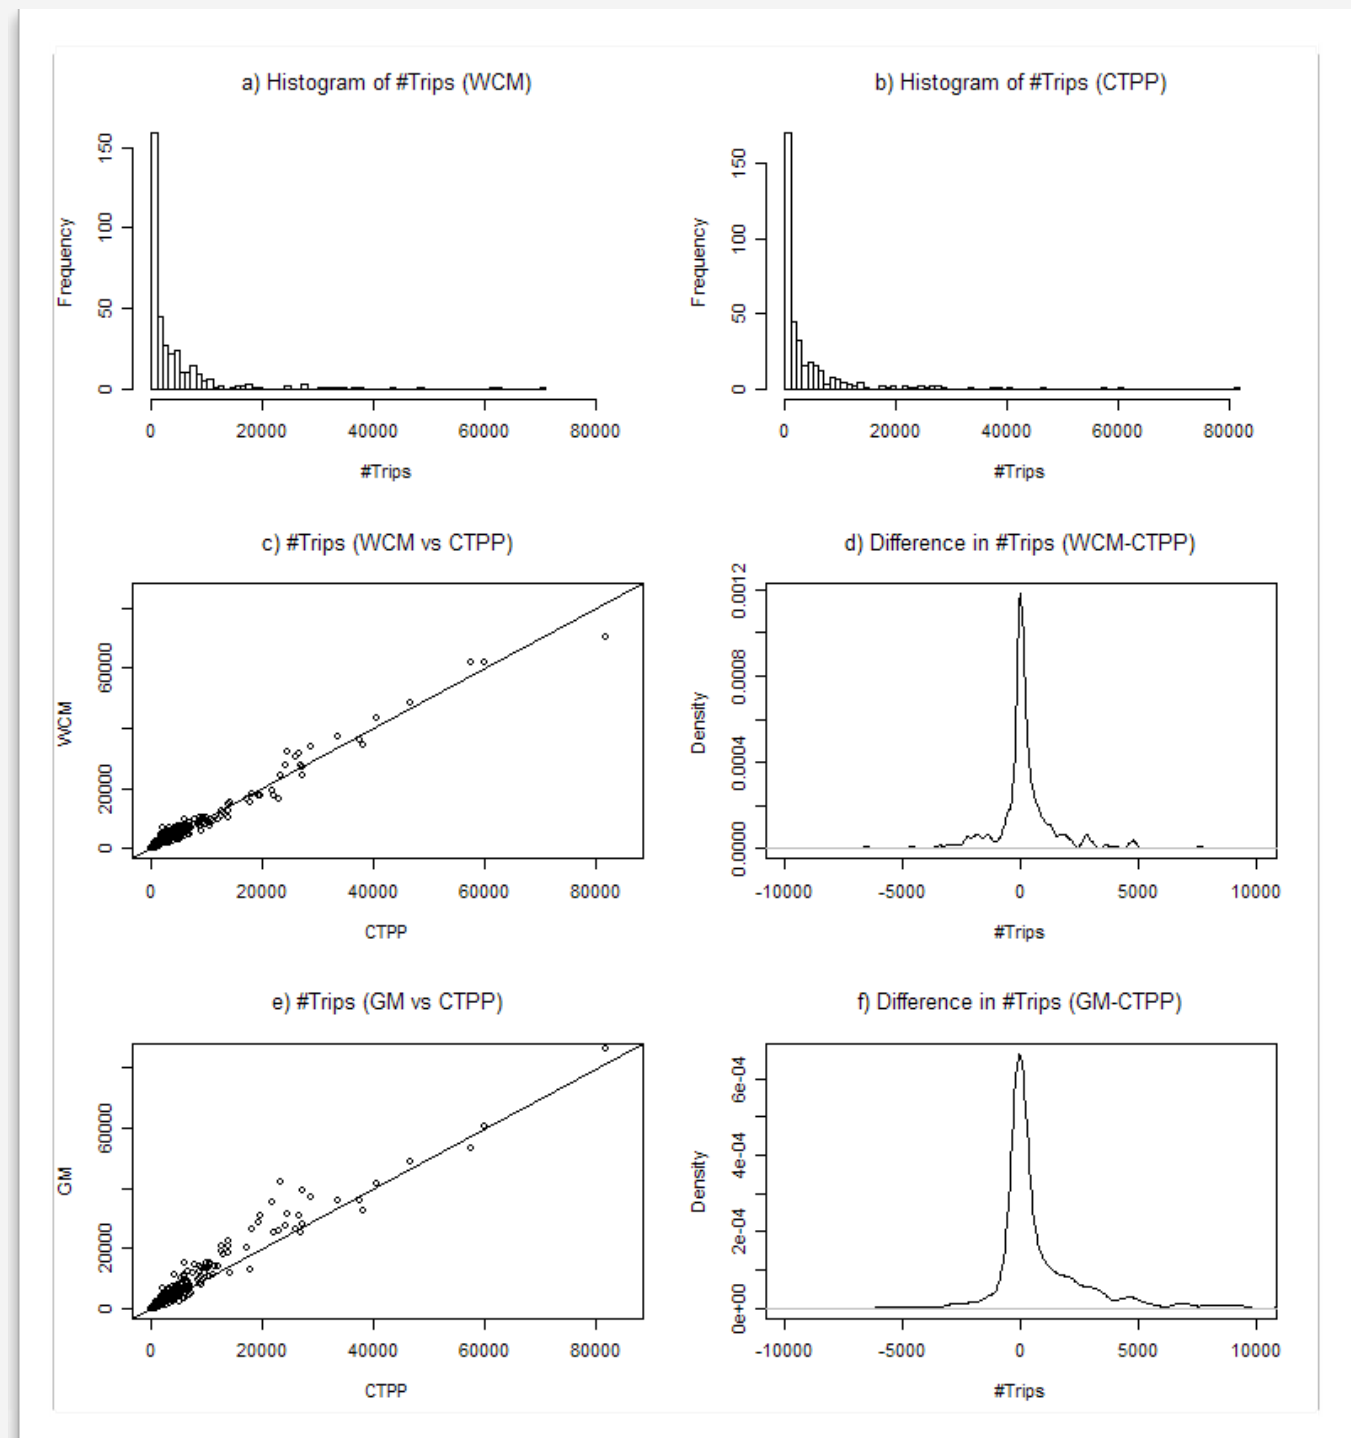 a) Histogram of #Trips (WCM)
Frequency
150
100
50
0
0 20000 40000 60000 80000
#Trips
b) Histogram of #Trips (CTPP)
Frequency
150
100
50
0
0 20000 40000 60000 80000
#Trips
c) #Trips (WCM vs CTPP)
WCM
60000
20000
0
0 20000 40000 60000 80000
CTPP
d) Difference in #Trips (WCM-CTPP)
Density
0.0012
0.0008
0.0004
0.0000
-10000 -5000 0 5000 10000
#Trips
e) #Trips (GM vs CTPP)
GM
60000
20000
0
0 20000 40000 60000 80000
CTPP
f) Difference in #Trips (GM-CTPP)
Density
6e-04
4e-04
2e-04
0e+00
-10000 -5000 0 5000 10000
#Trips